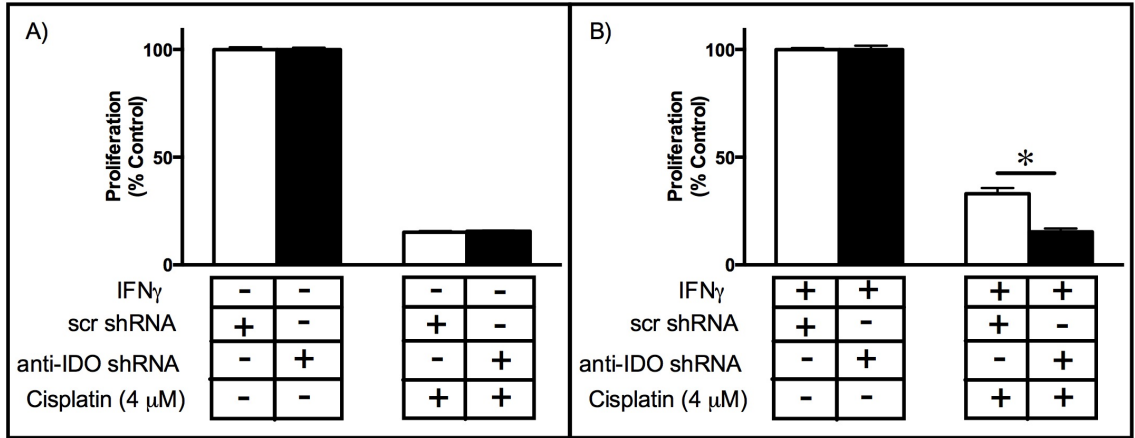 A)
Proliferation
(% Control)
100
50
0
IFNγ - - - -
scr shRNA + - + -
anti-IDO shRNA - + - +
Cisplatin (4 μM) - - + +
B)
Proliferation
(% Control)
100
50
0
*
IFNγ + + + +
scr shRNA + - + -
anti-IDO shRNA - + - +
Cisplatin (4 μM) - - + +